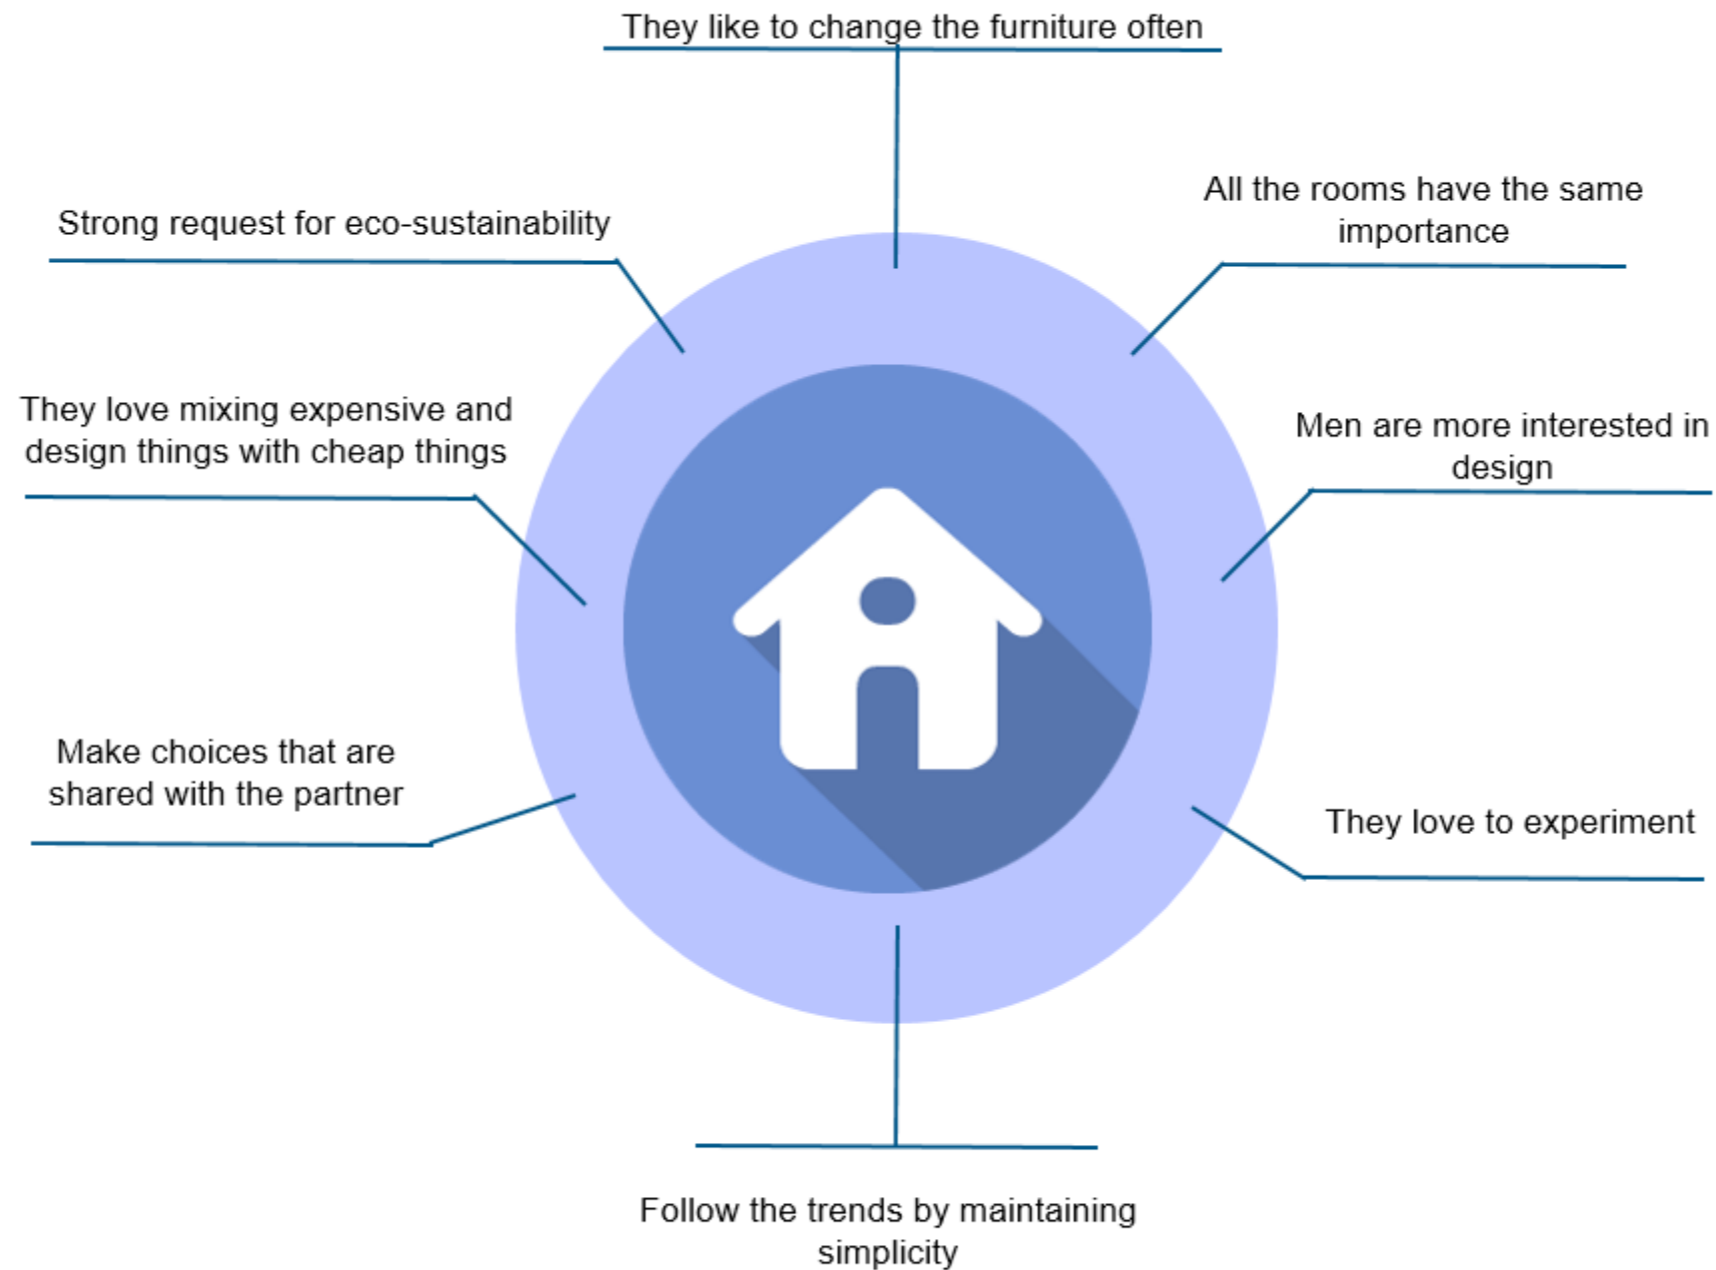 They like to change the furniture often
All the rooms have the same
importance
Strong request for eco-sustainability
They love mixing expensive and
design things with cheap things
Men are more interested in
design
Make choices that are
shared with the partner
They love to experiment
Follow the trends by maintaining
simplicity